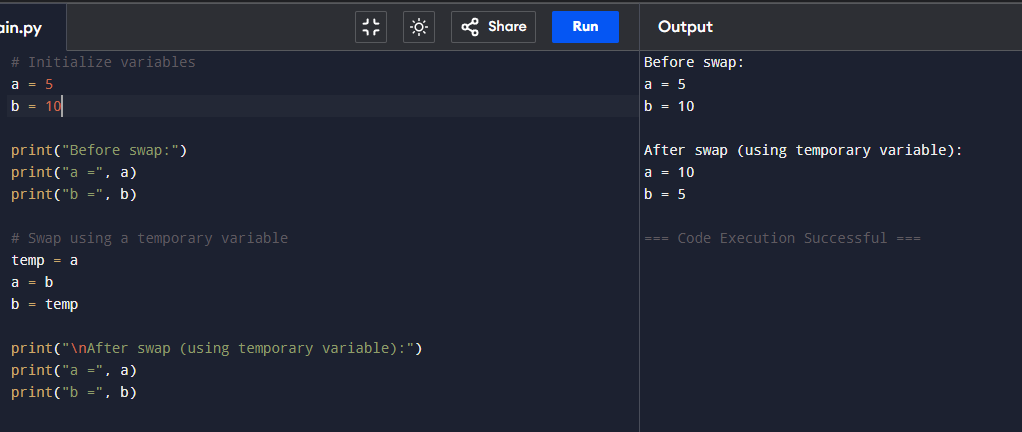 ain.py
Share
Run
Output
# Initialize variables
a = 5
b = 10
print("Before swap:")
print("a =", a)
print("b =", b)
# Swap using a temporary variable
temp = a
a = b
b = temp
print("\nAfter swap (using temporary variable):")
print("a =", a)
print("b =", b)
Before swap:
a = 5
b = 10
After swap (using temporary variable):
a = 10
b = 5
=== Code Execution Successful ===